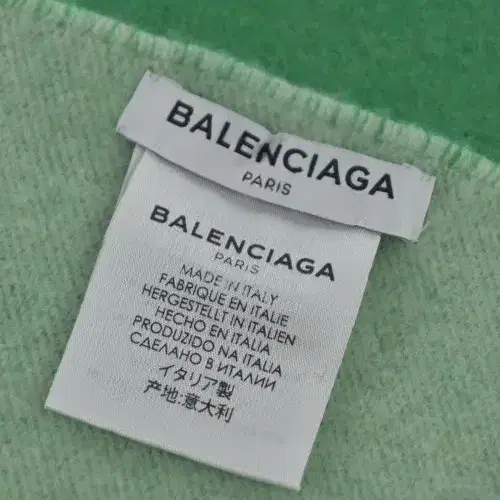 BALENCIAGA
PARIS
BALENCIAGA
PARIS
MADE IN ITALY
FABRIQUE EN ITALIE
HERGESTELLT IN ITALIEN
HECHO EN ITALIA
PRODUZIDO NA ITALIA
СДЕЛАНО В ИТАЛИИ
イタリア製
产地:意大利